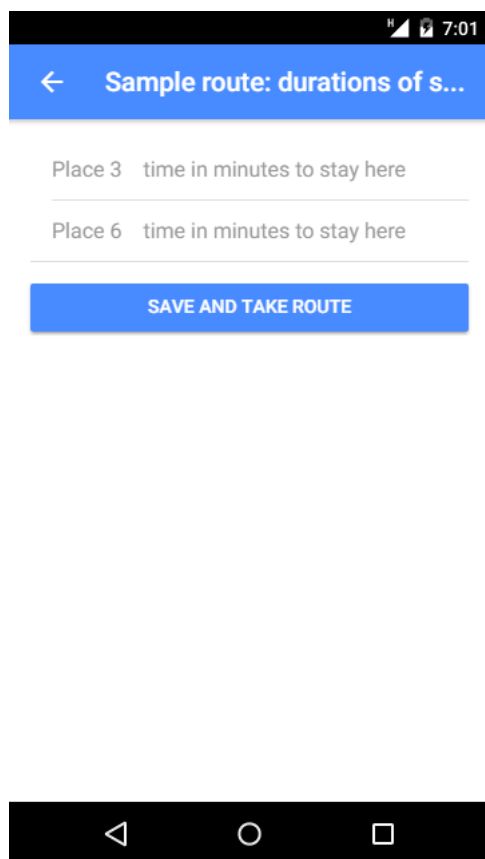 H 7:01
Sample route: durations of s...
Place 3 time in minutes to stay here
Place 6 time in minutes to stay here
SAVE AND TAKE ROUTE